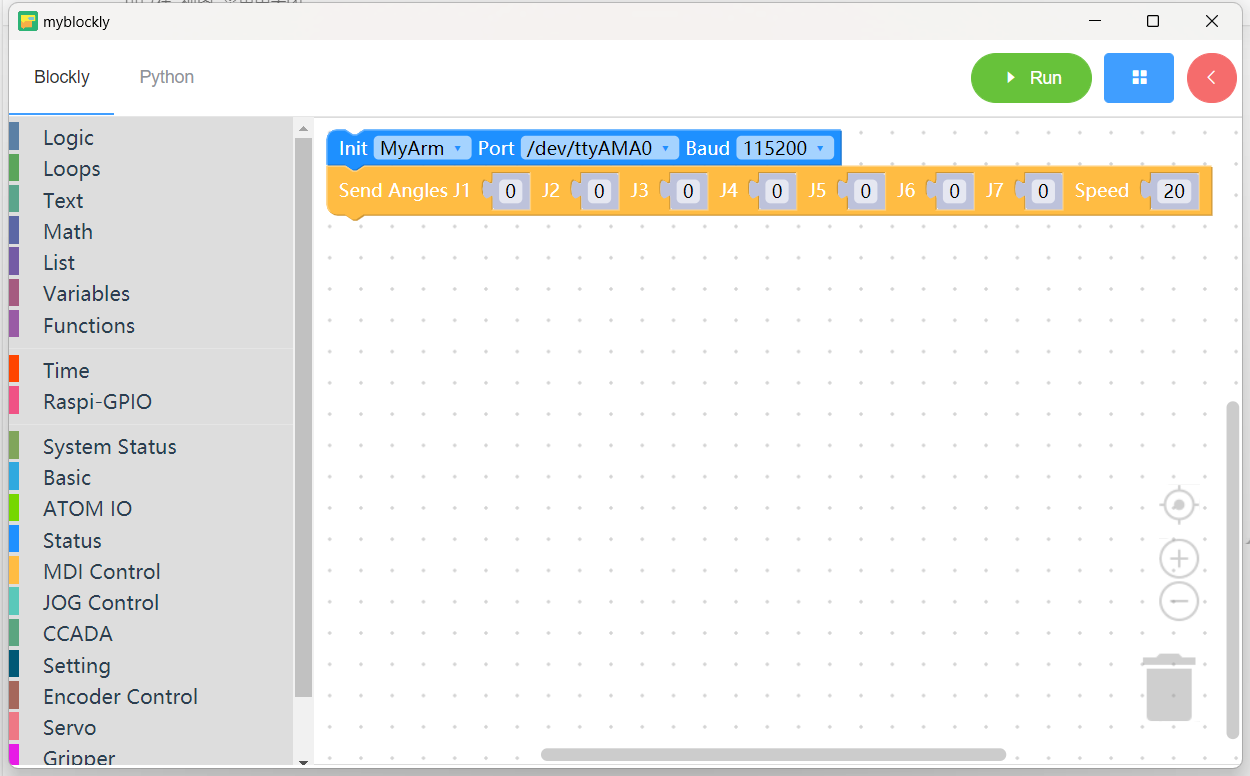 myblockly
Blockly Python Run
Logic
Loops
Text
Math
List
Variables
Functions
Time
Raspi-GPIO
System Status
Basic
ATOM IO
Status
MDI Control
JOG Control
CCADA
Setting
Encoder Control
Servo
Gripper
Init MyArm Port /dev/ttyAMA0 Baud 115200
Send Angles J1 0 J2 0 J3 0 J4 0 J5 0 J6 0 J7 0 Speed 20